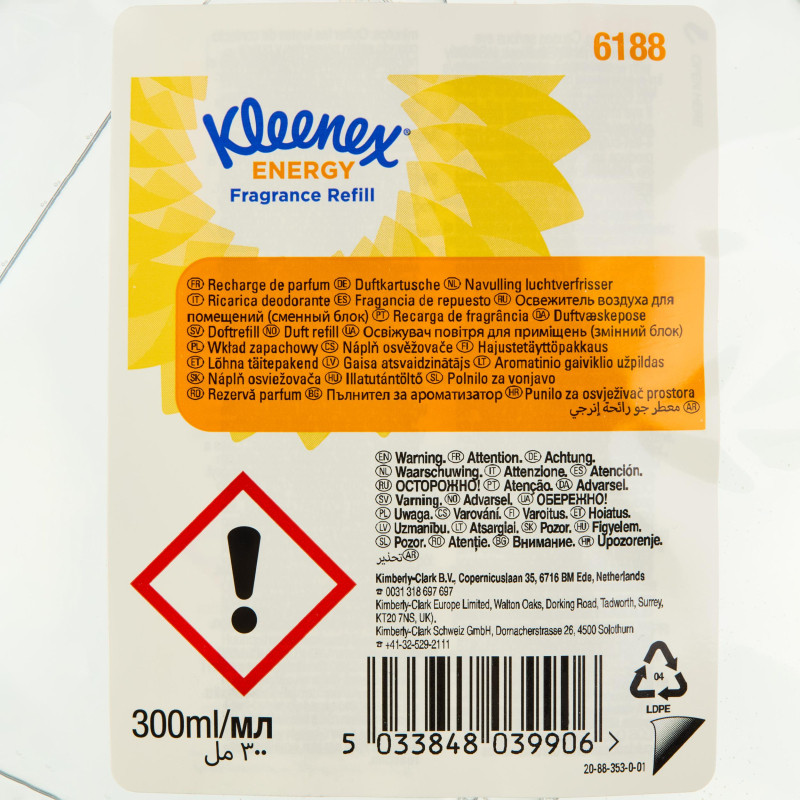 6188
Kleenex®
ENERGY
Fragrance Refill
FR Recharge de parfum DE Duftkartusche NL Navulling luchtverfrisser
IT Ricarica deodorante ES Fragancia de repuesto RU Освежитель воздуха для
помещений (сменный блок) PT Recarga de fragrância DA Duftvæskepose
SV Doftrefill NO Duft refill UA Освіжувач повітря для приміщень (змінний блок)
PL Wkład zapachowy CS Náplň osvěžovače FI Hajustetäyttöpakkaus
ET Lõhna täitepakend LV Gaisa atsvaidzinātājs LT Aromatinio gaiviklio užpildas
SK Náplň osviežovača HU Illatutántöltő SL Polnilo za vonjavo
RO Rezervă parfum BG Пълнител за ароматизатор HR Punilo za osvježivač prostora
AR معطر جو رائحة إنرجي
EN Warning. FR Attention. DE Achtung.
NL Waarschuwing. IT Attenzione. ES Atención.
RU ОСТОРОЖНО! PT Atenção. DA Advarsel.
SV Varning. NO Advarsel. UA ОБЕРЕЖНО!
PL Uwaga. CS Varování. FI Varoitus. ET Hoiatus.
LV Uzmanību. LT Atsargiai. SK Pozor. HU Figyelem.
SL Pozor. RO Atenţie. BG Внимание. HR Upozorenje.
AR تحذير
Kimberly-Clark B.V., Copernicuslaan 35, 6716 BM Ede, Netherlands
☎ 0031 318 697 697
Kimberly-Clark Europe Limited, Walton Oaks, Dorking Road, Tadworth, Surrey,
KT20 7NS, UK),
Kimberly-Clark Schweiz GmbH, Dornacherstrasse 26, 4500 Solothurn
☎ +41-32-529-2111
04
LDPE
300ml/мл
٣٠٠ مل
5 033848 039906 >
20-88-353-0-01